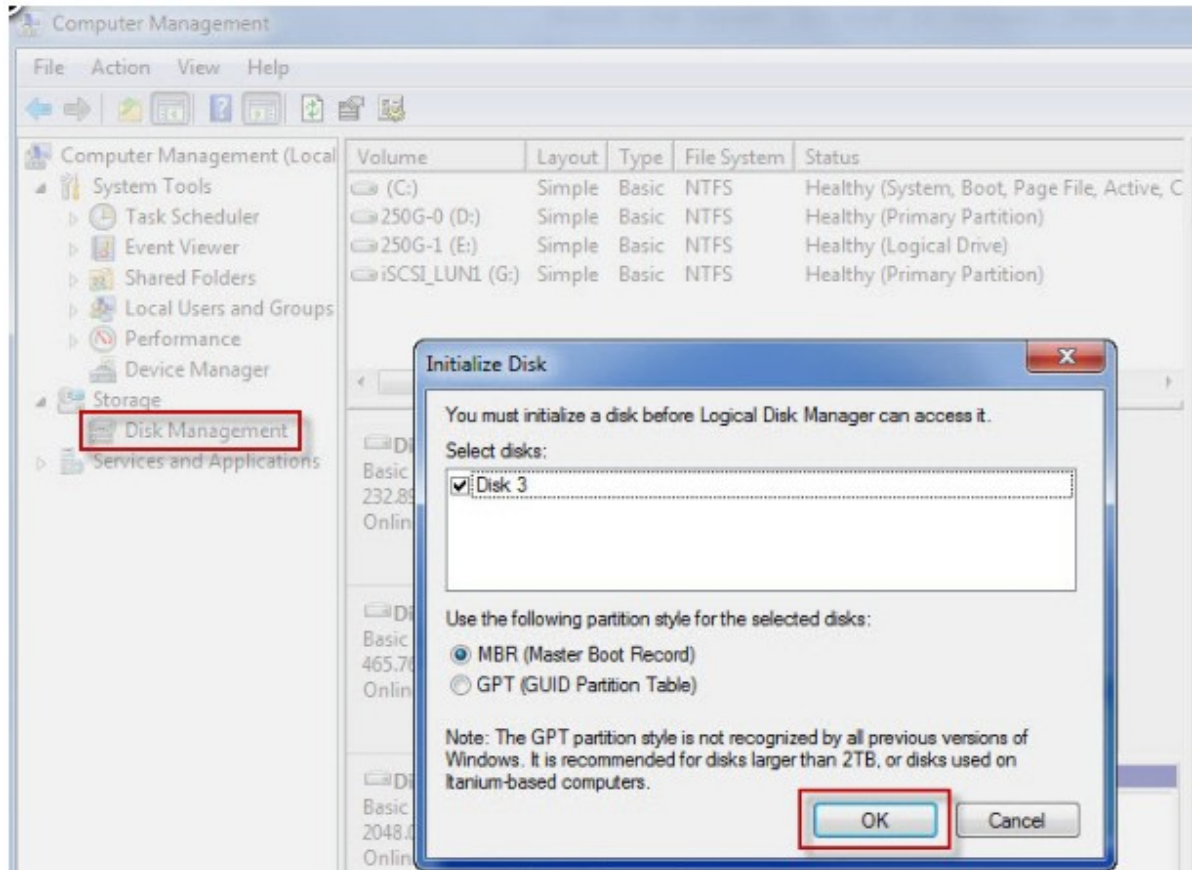 Computer Management
File Action View Help
Computer Management (Local
System Tools
Task Scheduler
Event Viewer
Shared Folders
Local Users and Groups
Performance
Device Manager
Storage
Disk Management
Services and Applications
Volume Layout Type File System Status
(C:) Simple Basic NTFS Healthy (System, Boot, Page File, Active, C
250G-0 (D:) Simple Basic NTFS Healthy (Primary Partition)
250G-1 (E:) Simple Basic NTFS Healthy (Logical Drive)
iSCSI_LUN1 (G:) Simple Basic NTFS Healthy (Primary Partition)
Di
Basic
232.89
Onlin
Di
Basic
465.76
Onlin
Di
Basic
2048.0
Onlin
Initialize Disk
You must initialize a disk before Logical Disk Manager can access it.
Select disks:
Disk 3
Use the following partition style for the selected disks:
MBR (Master Boot Record)
GPT (GUID Partition Table)
Note: The GPT partition style is not recognized by all previous versions of
Windows. It is recommended for disks larger than 2TB, or disks used on
Itanium-based computers.
OK Cancel